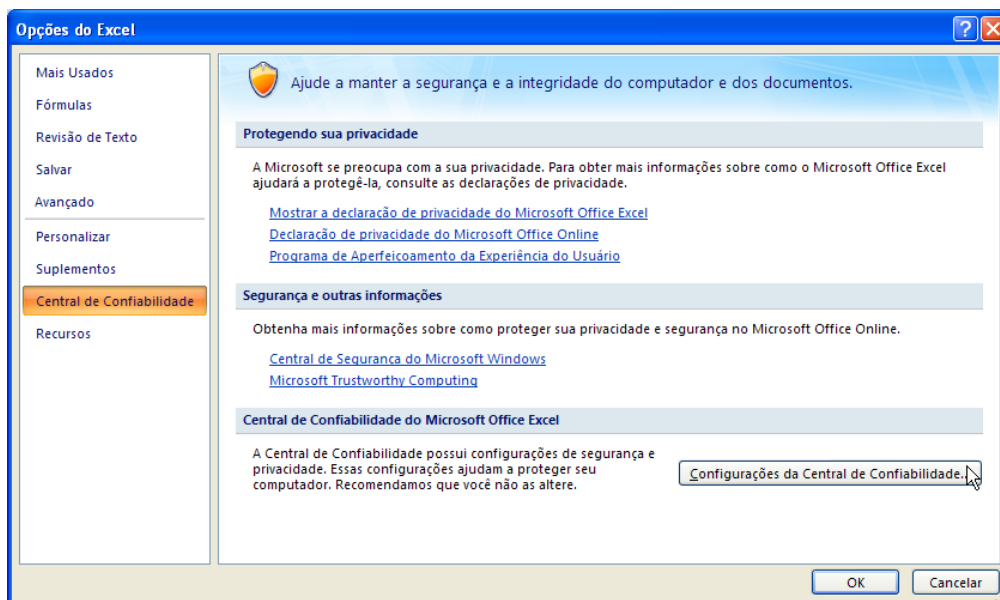 Opções do Excel
Mais Usados
Fórmulas
Revisão de Texto
Salvar
Avançado
Personalizar
Suplementos
Central de Confiabilidade
Recursos
Ajude a manter a segurança e a integridade do computador e dos documentos.
Protegendo sua privacidade
A Microsoft se preocupa com a sua privacidade. Para obter mais informações sobre como o Microsoft Office Excel
ajudará a protegê-la, consulte as declarações de privacidade.
Mostrar a declaração de privacidade do Microsoft Office Excel
Declaração de privacidade do Microsoft Office Online
Programa de Aperfeicoamento da Experiência do Usuário
Segurança e outras informações
Obtenha mais informações sobre como proteger sua privacidade e segurança no Microsoft Office Online.
Central de Segurança do Microsoft Windows
Microsoft Trustworthy Computing
Central de Confiabilidade do Microsoft Office Excel
A Central de Confiabilidade possui configurações de segurança e
privacidade. Essas configurações ajudam a proteger seu
computador. Recomendamos que você não as altere.
Configurações da Central de Confiabilidade...
OK
Cancelar